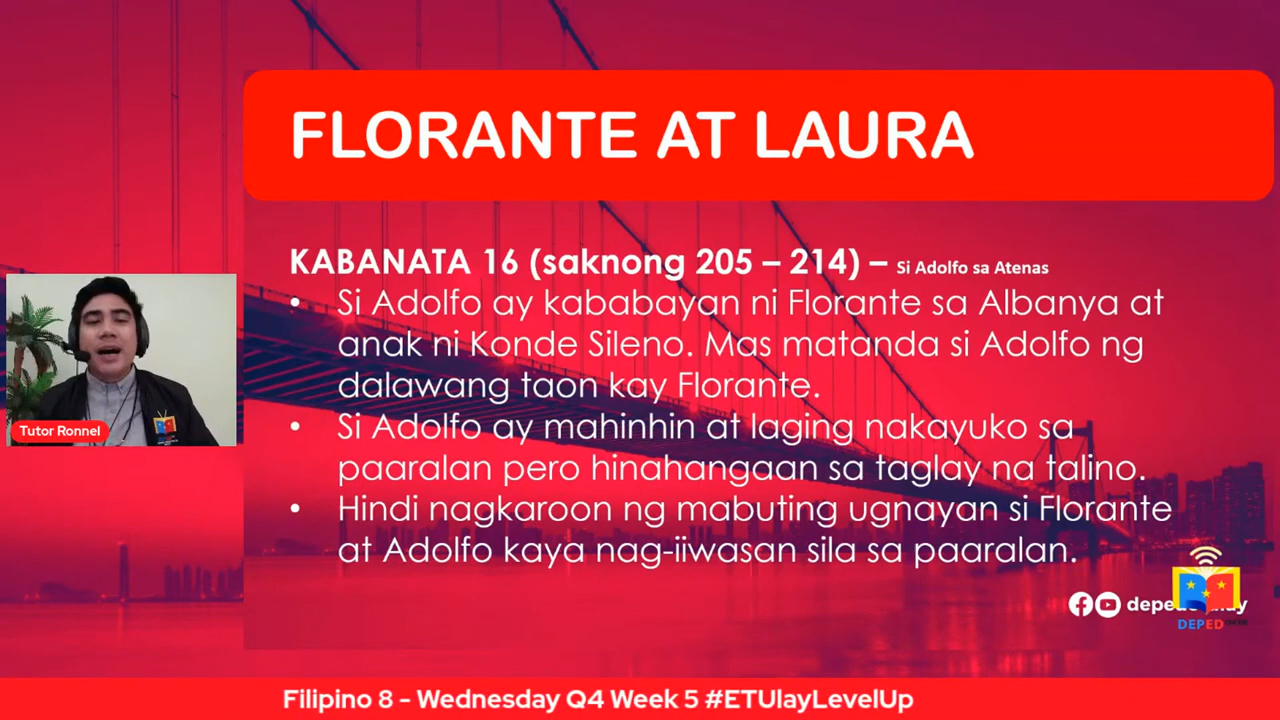 FLORANTE AT LAURA
KABANATA 16 (saknong 205 – 214) – Si Adolfo sa Atenas
• Si Adolfo ay kababayan ni Florante sa Albanya at
anak ni Konde Sileno. Mas matanda si Adolfo ng
dalawang taon kay Florante.
• Si Adolfo ay mahinhin at laging nakayuko sa
paaralan pero hinahangaan sa taglay na talino.
• Hindi nagkaroon ng mabuting ugnayan si Florante
at Adolfo kaya nag-iiwasan sila sa paaralan.
Tutor Ronnel
DEPED
Filipino 8 - Wednesday Q4 Week 5 #ETUlayLevelUp